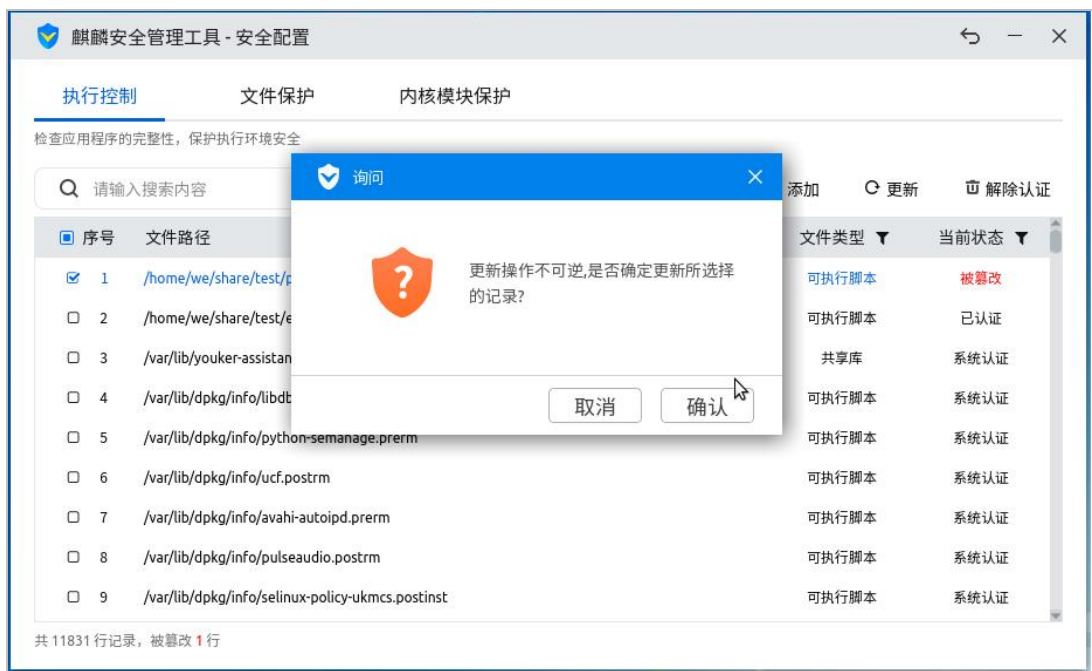 麒麟安全管理工具 - 安全配置
执行控制 文件保护 内核模块保护
检查应用程序的完整性，保护执行环境安全
请输入搜索内容 添加 更新 解除认证
询问
更新操作不可逆,是否确定更新所选择
的记录?
取消 确认
序号 文件路径 文件类型 当前状态
1 /home/we/share/test/ 可执行脚本 被篡改
2 /home/we/share/test/e 可执行脚本 已认证
3 /var/lib/youker-assistan 共享库 系统认证
4 /var/lib/dpkg/info/libdb 可执行脚本 系统认证
5 /var/lib/dpkg/info/python-semanage.prerm 可执行脚本 系统认证
6 /var/lib/dpkg/info/ucf.postrm 可执行脚本 系统认证
7 /var/lib/dpkg/info/avahi-autoipd.prerm 可执行脚本 系统认证
8 /var/lib/dpkg/info/pulseaudio.postrm 可执行脚本 系统认证
9 /var/lib/dpkg/info/selinux-policy-ukmcs.postinst 可执行脚本 系统认证
共 11831 行记录，被篡改 1 行